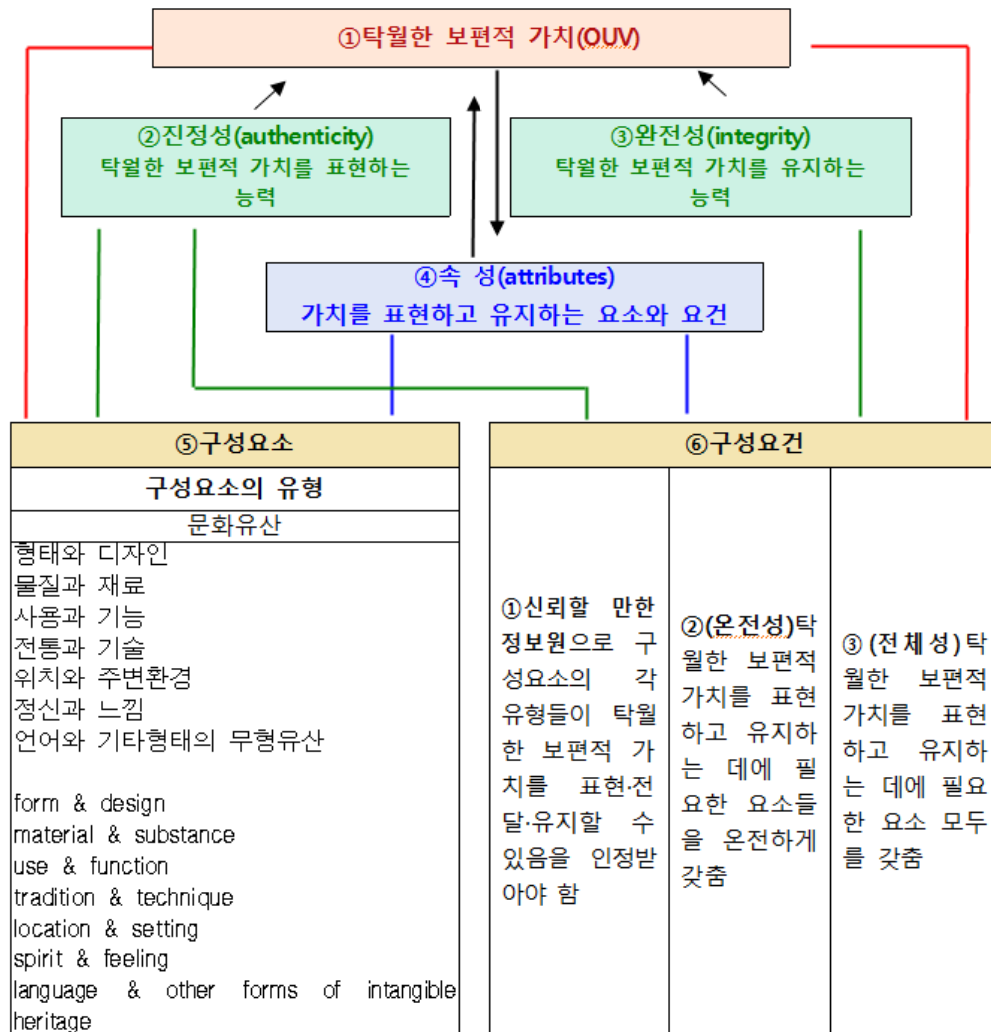 ①탁월한 보편적 가치(OUV)
②진정성(authenticity)
탁월한 보편적 가치를 표현하는
능력
③완전성(integrity)
탁월한 보편적 가치를 유지하는
능력
④속 성(attributes)
가치를 표현하고 유지하는 요소와 요건
⑤구성요소
구성요소의 유형
문화유산
형태와 디자인
물질과 재료
사용과 기능
전통과 기술
위치와 주변환경
정신과 느낌
언어와 기타형태의 무형유산
form & design
material & substance
use & function
tradition & technique
location & setting
spirit & feeling
language & other forms of intangible
heritage
⑥구성요건
①신뢰할 만한
정보원으로 구
성요소의 각
유형들이 탁월
한 보편적 가
치를 표현·전
달·유지할 수
있음을 인정받
아야 함
②(온전성)탁
월한 보편적
가치를 표현
하고 유지하
는 데에 필
요한 요소들
을 온전하게
갖춤
③(전체성)탁
월한 보편적
가치를 표현
하고 유지하
는 데에 필요
한 요소 모두
를 갖춤